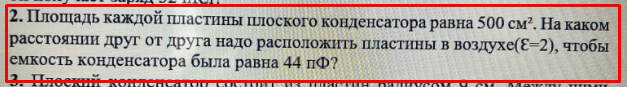 2. Площадь каждой пластины плоского конденсатора равна 500 см². На каком
расстоянии друг от друга надо расположить пластины в воздухе(Ɛ=2), чтобы
емкость конденсатора была равна 44 пФ?